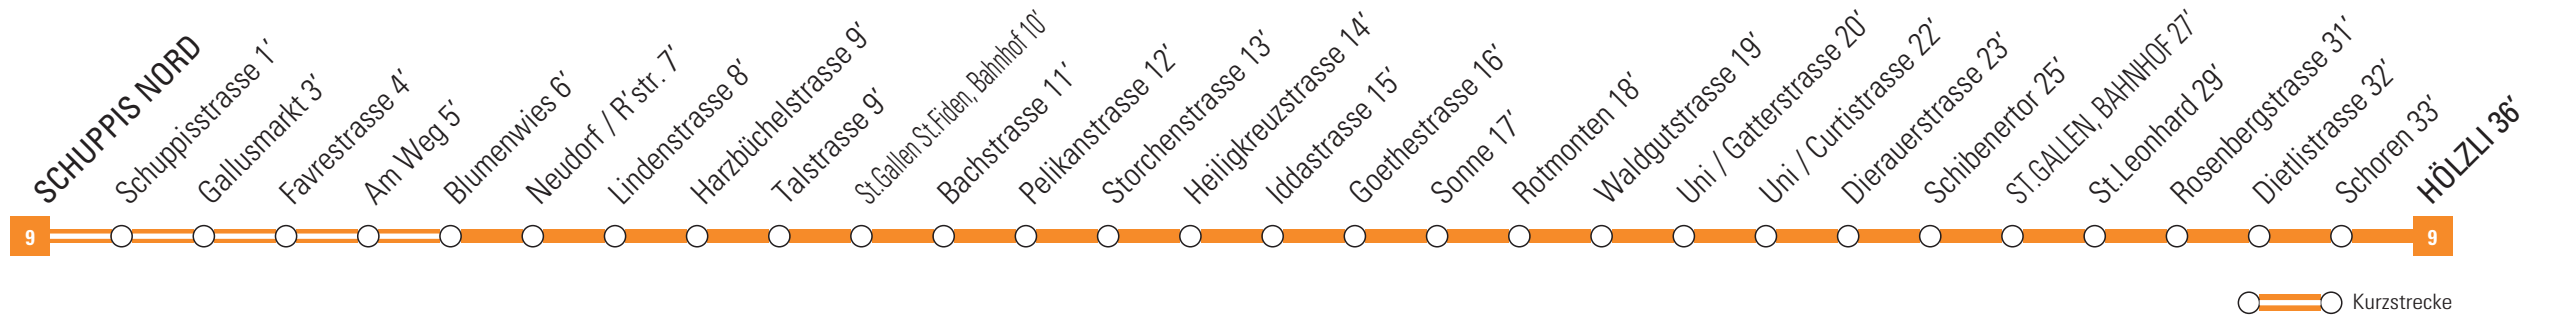 SCHUPPIS NORD
Schuppisstrasse 1'
Gallusmarkt 3'
Favrestrasse 4'
Am Weg 5'
Blumenwies 6'
Neudorf / R'str. 7'
Lindenstrasse 8'
Harzbüchelstrasse 9'
Talstrasse 9'
St.Gallen St.Fiden, Bahnhof 10'
Bachstrasse 11'
Pelikanstrasse 12'
Storchenstrasse 13'
Heiligkreuzstrasse 14'
Iddastrasse 15'
Goethestrasse 16'
Sonne 17'
Rotmonten 18'
Waldgutstrasse 19'
Uni / Gatterstrasse 20'
Uni / Curtistrasse 22'
Dierauerstrasse 23'
Schibenertor 25'
ST.GALLEN, BAHNHOF 27'
St.Leonhard 29'
Rosenbergstrasse 31'
Dietlistrasse 32'
Schoren 33'
HÖLZLI 36'
9
9
Kurzstrecke